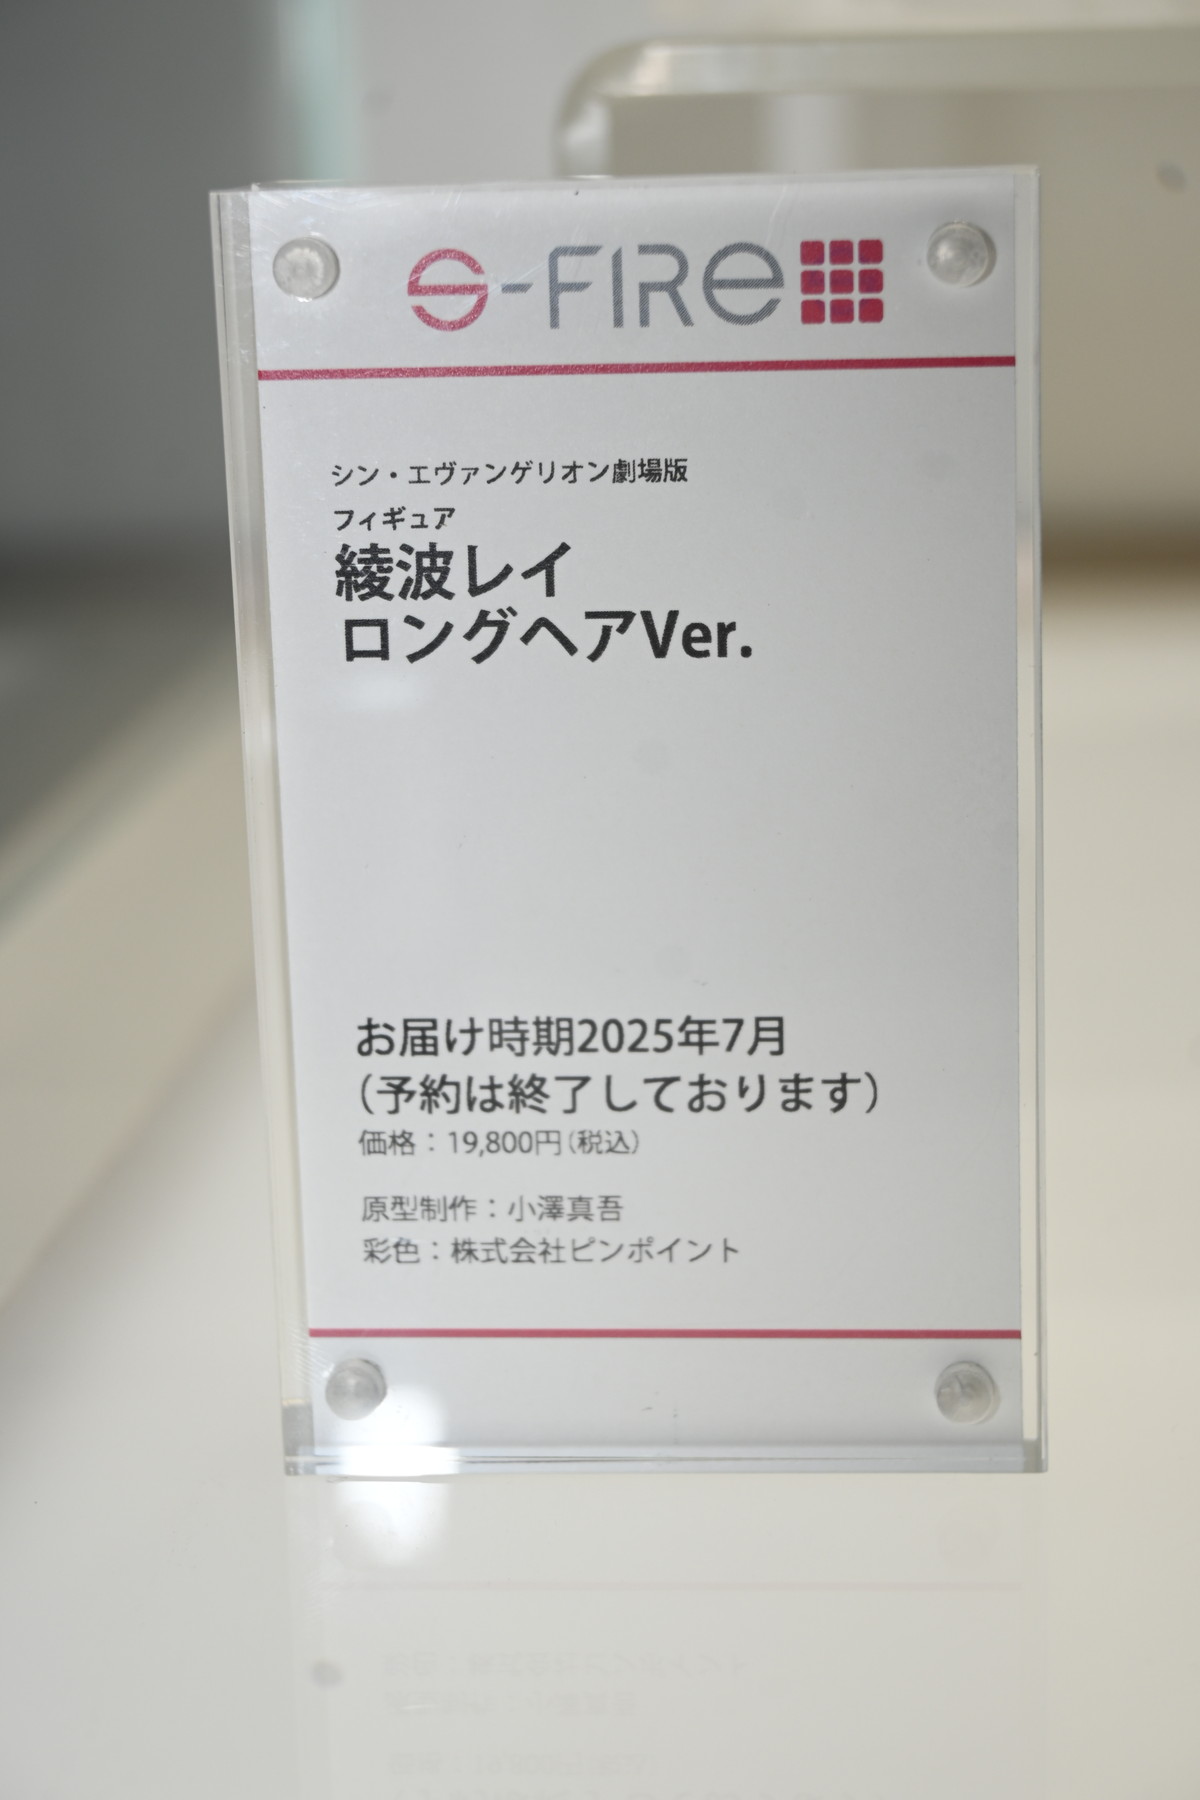 S-FIRE
シン・エヴァンゲリオン劇場版
フィギュア
綾波レイ
ロングヘアVer.
お届け時期2025年7月
（予約は終了しております）
価格：19,800円（税込）
原型制作：小澤真吾
彩色：株式会社ピンポイント